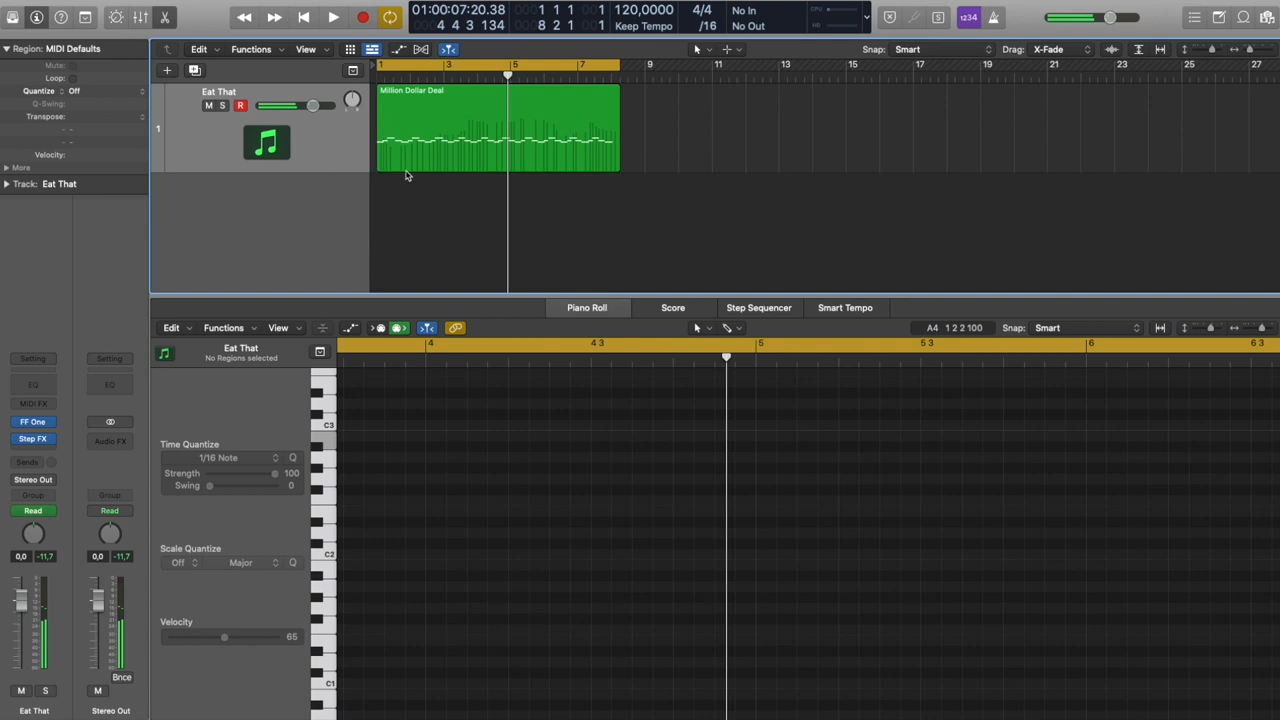 01:00:07:20.38 1 1 1 001 120,0000 4/4 No In
4 4 3 134 8 2 1 001 Keep Tempo /16 No Out
1234
Region: MIDI Defaults
Mute:
Loop:
Quantize Off
Q-Swing:
Transpose:
Velocity:
More
Track: Eat That
Edit Functions View Snap: Smart Drag: X-Fade
1 3 5 7 9 11 13 15 17 19 21 23 25 27
1
Eat That
M S R
Million Dollar Deal
Piano Roll Score Step Sequencer Smart Tempo
Edit Functions View A4 1 2 2 100 Snap: Smart
Eat That
No Regions selected
4 4 3 5 5 3 6 6 3
C3
C2
C1
Time Quantize
1/16 Note Q
Strength 100
Swing 0
Scale Quantize
Off Major Q
Velocity
65
Setting Setting
EQ EQ
MIDI FX
FF One
Step FX Audio FX
Sends
Stereo Out
Group Group
Read Read
0,0 -11,7 0,0 -11,7
Bnce
M S M
Eat That Stereo Out